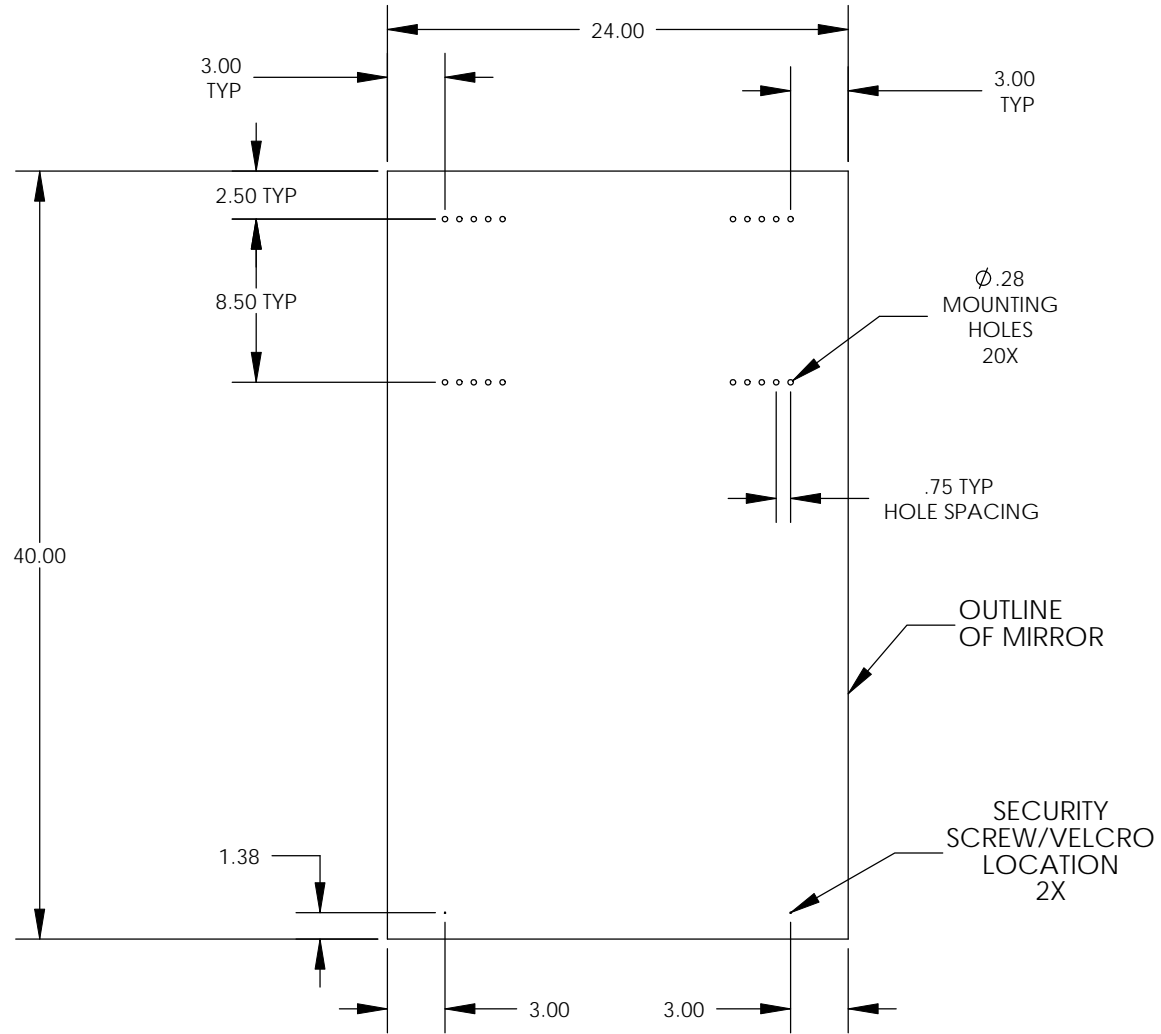 24.00
3.00
TYP
3.00
TYP
2.50 TYP
8.50 TYP
Ø.28
MOUNTING
HOLES
20X
.75 TYP
HOLE SPACING
40.00
OUTLINE
OF MIRROR
SECURITY
SCREW/VELCRO
LOCATION
2X
1.38
3.00
3.00